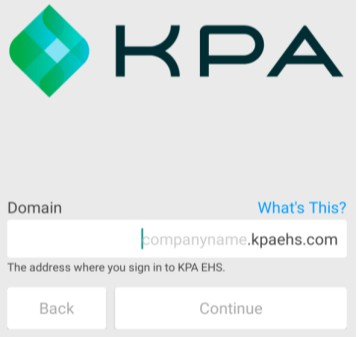 KPA
Domain What's This?
companyname.kpaehs.com
The address where you sign in to KPA EHS.
Back Continue